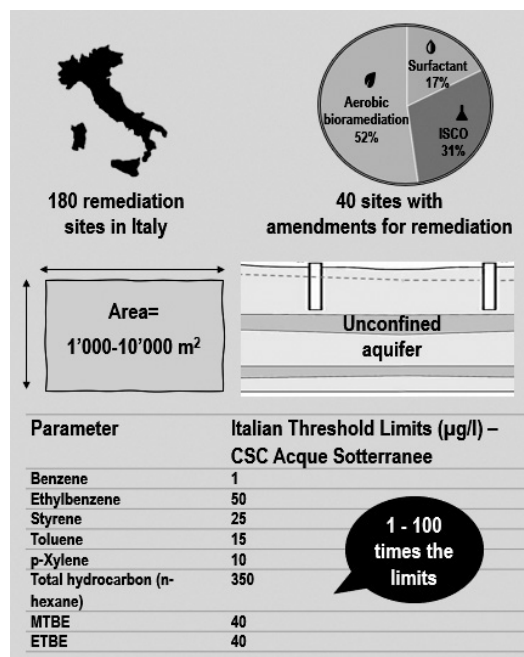 180 remediation
sites in Italy
Surfactant
17%
Aerobic
bioramediation
52%
ISCO
31%
40 sites with
amendments for remediation
Area=
1'000-10'000 m²
Unconfined
aquifer
Parameter Italian Threshold Limits (µg/l) –
CSC Acque Sotterranee
Benzene 1
Ethylbenzene 50
Styrene 25
Toluene 15
p-Xylene 10
Total hydrocarbon (n- 350
hexane)
MTBE 40
ETBE 40
1 - 100
times the
limits